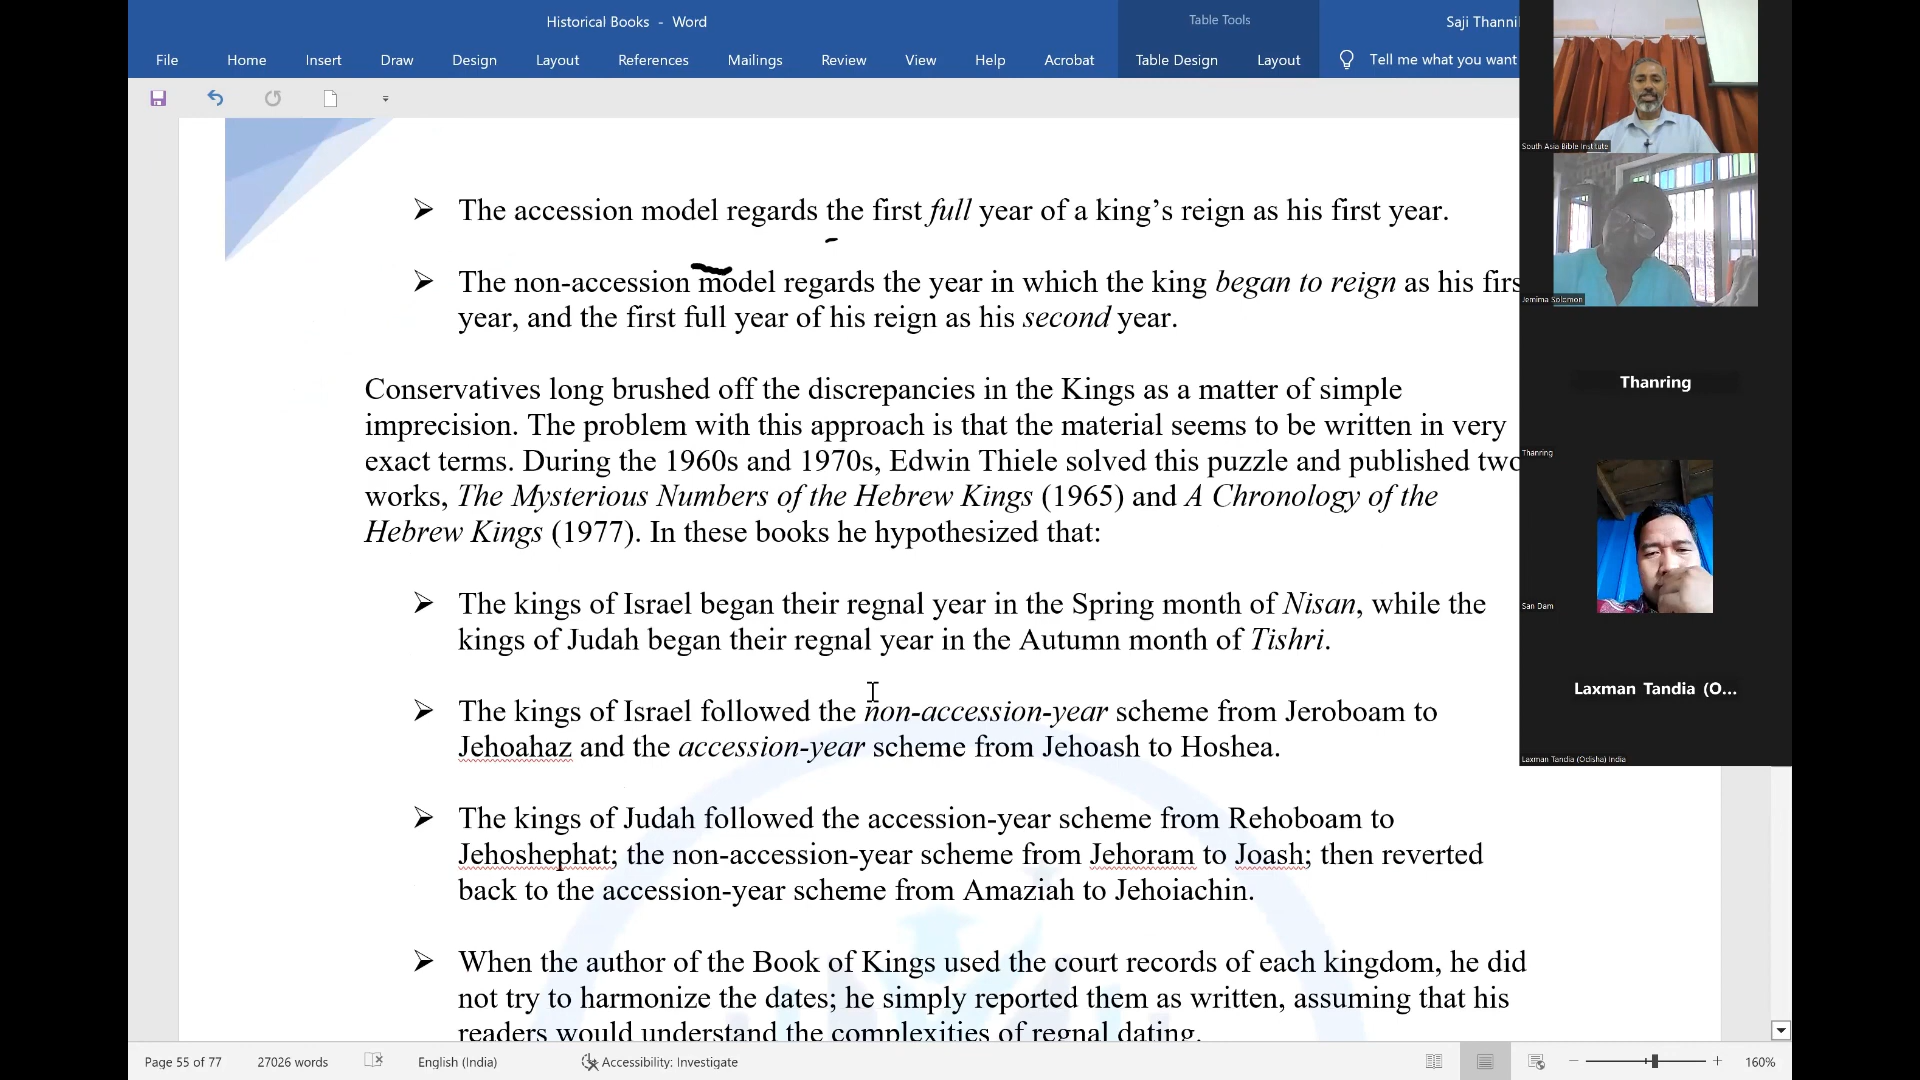 Historical Books - Word
Table Tools
Saji Thannil
File
Home
Insert
Draw
Design
Layout
References
Mailings
Review
View
Help
Acrobat
Table Design
Layout
Tell me what you want
South Asia Bible Institute
➢ The accession model regards the first full year of a king’s reign as his first year.
➢ The non-accession model regards the year in which the king began to reign as his firs
year, and the first full year of his reign as his second year.
Jemima Solomon
Conservatives long brushed off the discrepancies in the Kings as a matter of simple
imprecision. The problem with this approach is that the material seems to be written in very
exact terms. During the 1960s and 1970s, Edwin Thiele solved this puzzle and published two
works, The Mysterious Numbers of the Hebrew Kings (1965) and A Chronology of the
Hebrew Kings (1977). In these books he hypothesized that:
Thanring
Thanring
➢ The kings of Israel began their regnal year in the Spring month of Nisan, while the
kings of Judah began their regnal year in the Autumn month of Tishri.
San Dam
➢ The kings of Israel followed the non-accession-year scheme from Jeroboam to
Jehoahaz and the accession-year scheme from Jehoash to Hoshea.
Laxman Tandia (O...
Laxman Tandia (Odisha) India
➢ The kings of Judah followed the accession-year scheme from Rehoboam to
Jehoshephat; the non-accession-year scheme from Jehoram to Joash; then reverted
back to the accession-year scheme from Amaziah to Jehoiachin.
➢ When the author of the Book of Kings used the court records of each kingdom, he did
not try to harmonize the dates; he simply reported them as written, assuming that his
readers would understand the complexities of regnal dating.
Page 55 of 77
27026 words
English (India)
Accessibility: Investigate
160%